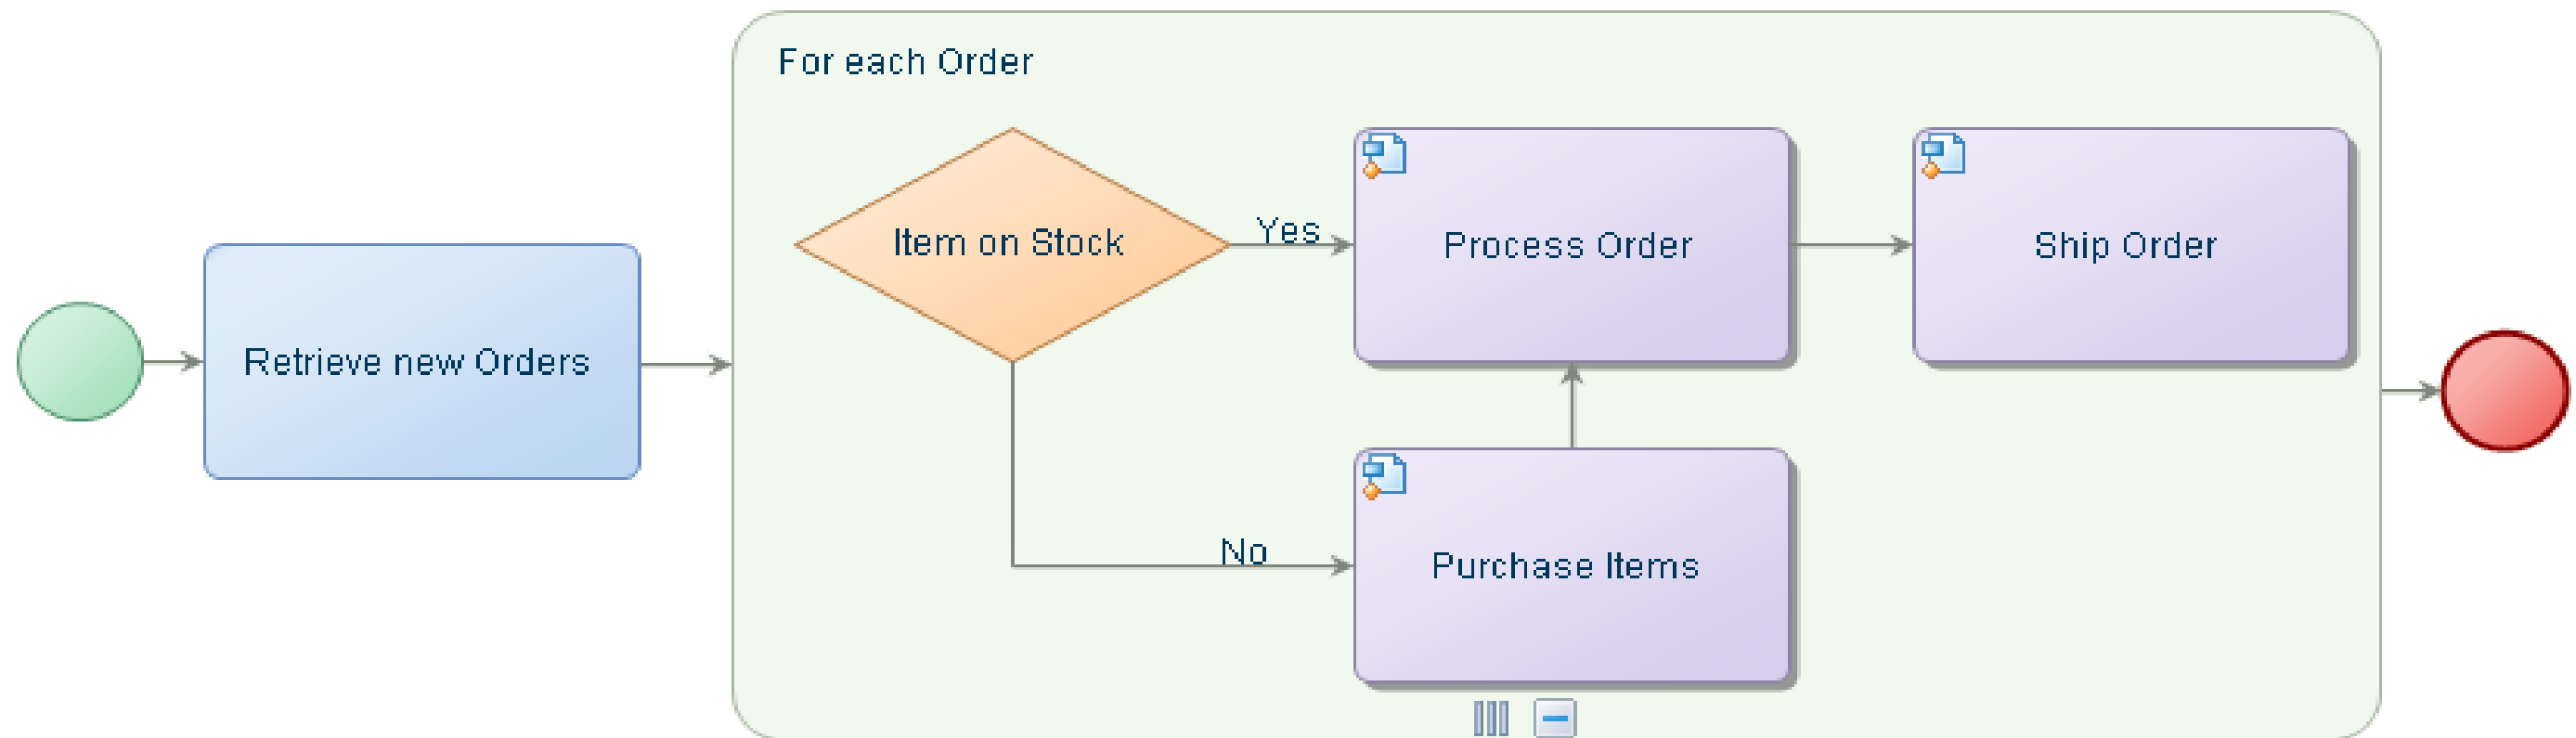 For each Order
Retrieve new Orders
Item on Stock
Yes
Process Order
Ship Order
No
Purchase Items